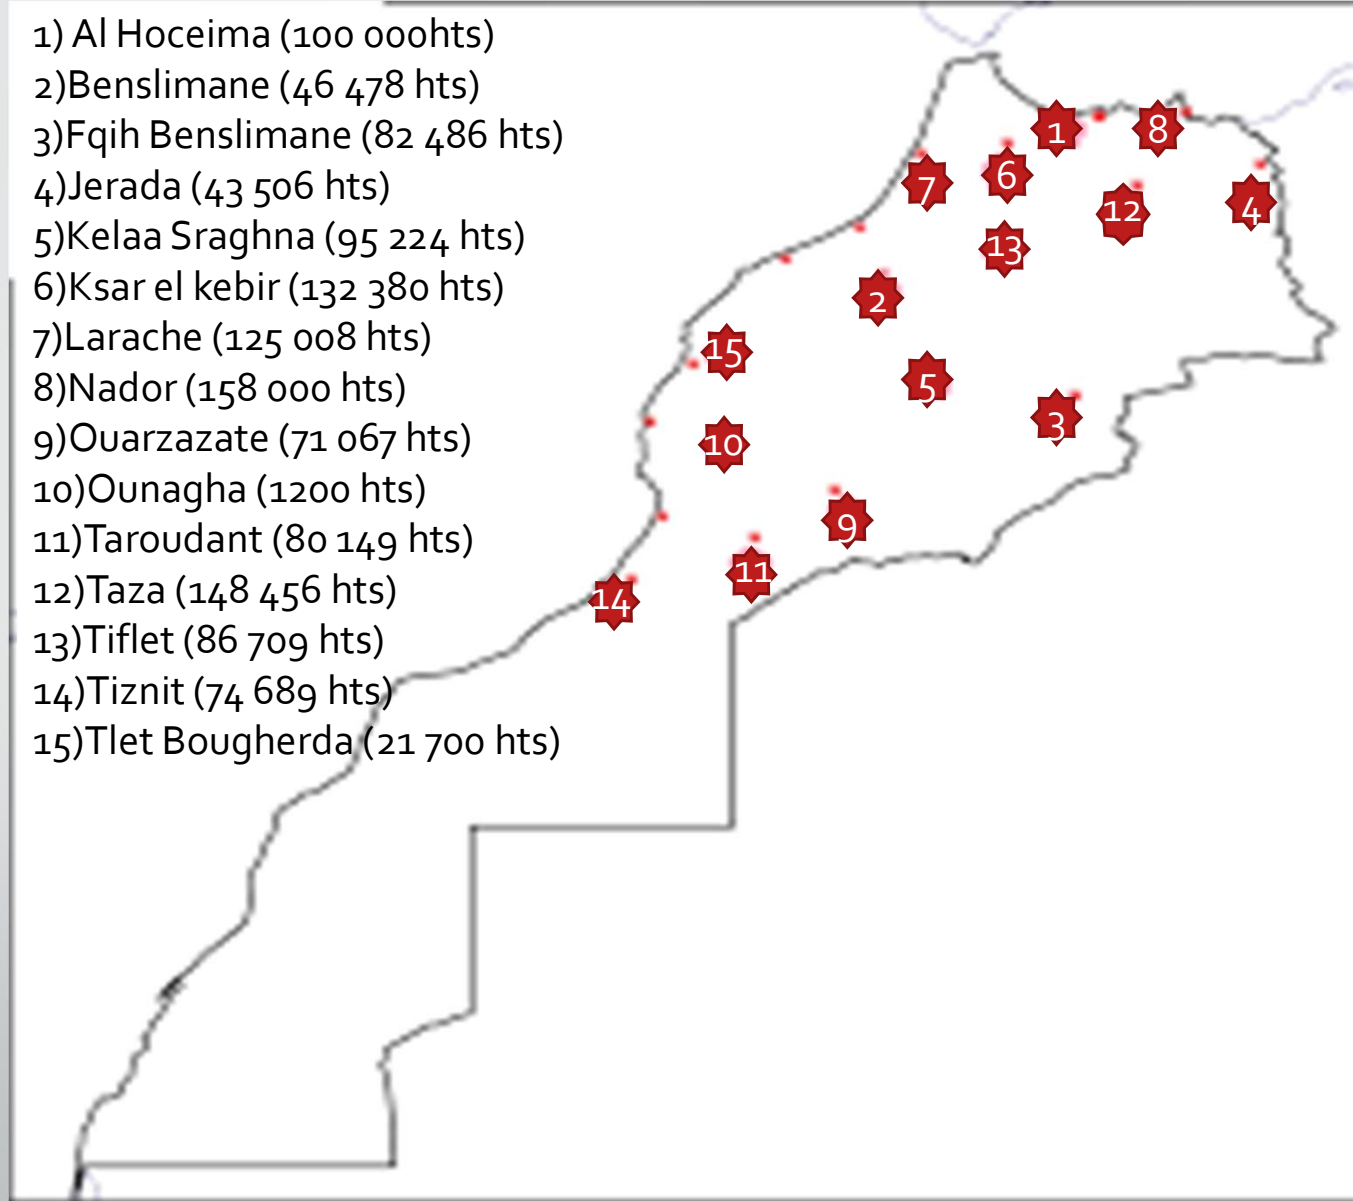 1) Al Hoceima (100 000hts)
2)Benslimane (46 478 hts)
3)Fqih Benslimane (82 486 hts)
4)Jerada (43 506 hts)
5)Kelaa Sraghna (95 224 hts)
6)Ksar el kebir (132 380 hts)
7)Larache (125 008 hts)
8)Nador (158 000 hts)
9)Ouarzazate (71 067 hts)
10)Ounagha (1200 hts)
11)Taroudant (80 149 hts)
12)Taza (148 456 hts)
13)Tiflet (86 709 hts)
14)Tiznit (74 689 hts)
15)Tlet Bougherda (21 700 hts)
1
8
6
7
4
12
13
2
15
5
3
10
9
11
14